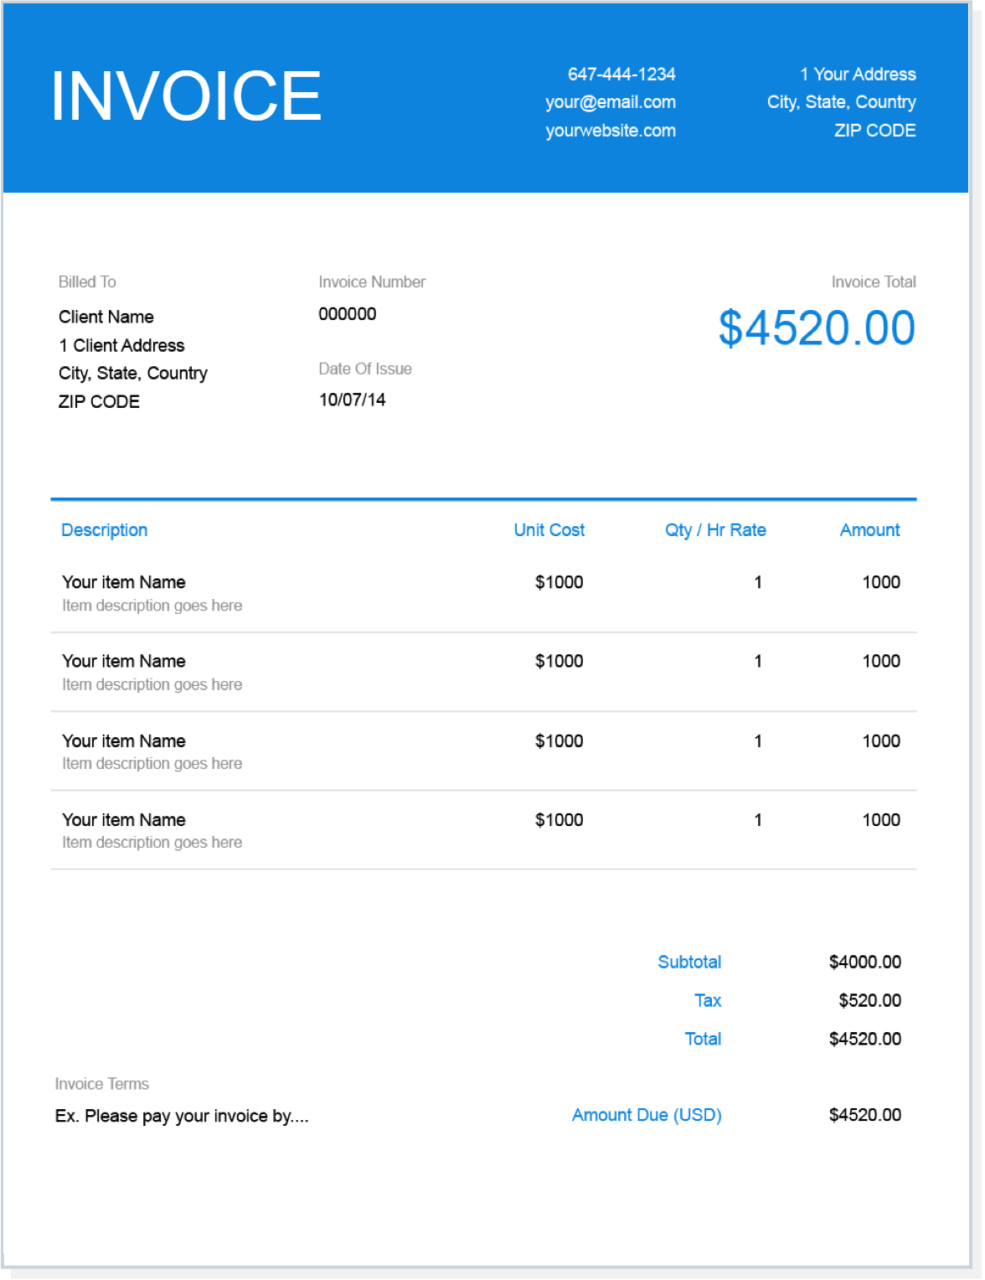 INVOICE
647-444-1234
your@email.com
yourwebsite.com
1 Your Address
City, State, Country
ZIP CODE
Billed To
Client Name
1 Client Address
City, State, Country
ZIP CODE
Invoice Number
000000
Date Of Issue
10/07/14
Invoice Total
$4520.00
Description Unit Cost Qty / Hr Rate Amount
Your item Name $1000 1 1000
Item description goes here
Your item Name $1000 1 1000
Item description goes here
Your item Name $1000 1 1000
Item description goes here
Your item Name $1000 1 1000
Item description goes here
Subtotal $4000.00
Tax $520.00
Total $4520.00
Invoice Terms
Ex. Please pay your invoice by....
Amount Due (USD) $4520.00